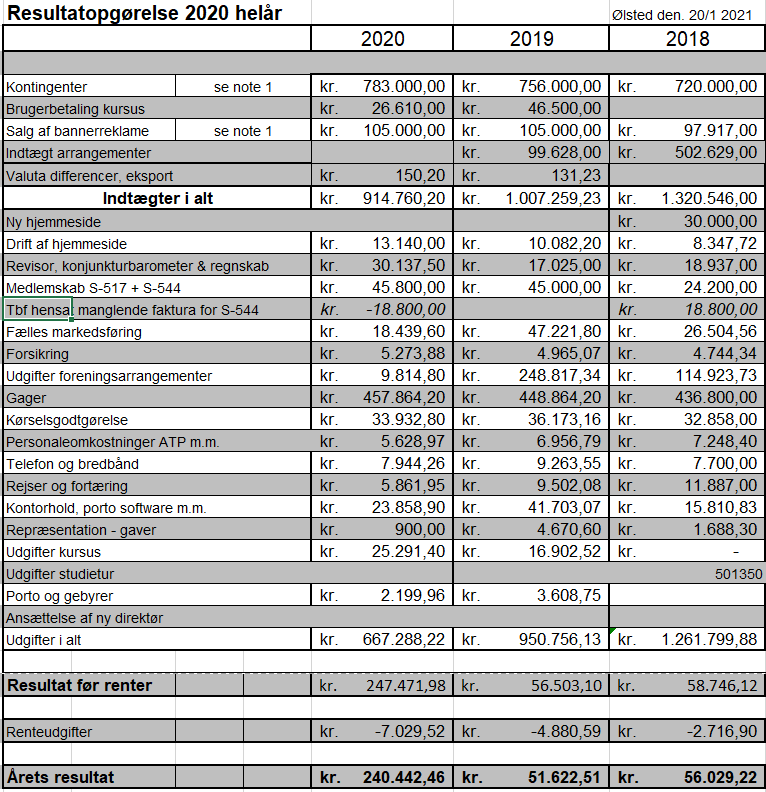 Resultatopgørelse 2020 helår Ølsted den. 20/1 2021
2020 2019 2018
Kontingenter se note 1 kr. 783.000,00 kr. 756.000,00 kr. 720.000,00
Brugerbetaling kursus kr. 26.610,00 kr. 46.500,00
Salg af bannerreklame se note 1 kr. 105.000,00 kr. 105.000,00 kr. 97.917,00
Indtægt arrangementer kr. 99.628,00 kr. 502.629,00
Valuta differencer, eksport kr. 150,20 kr. 131,23
Indtægter i alt kr. 914.760,20 kr. 1.007.259,23 kr. 1.320.546,00
Ny hjemmeside kr. 30.000,00
Drift af hjemmeside kr. 13.140,00 kr. 10.082,20 kr. 8.347,72
Revisor, konjunkturbarometer & regnskab kr. 30.137,50 kr. 17.025,00 kr. 18.937,00
Medlemskab S-517 + S-544 kr. 45.800,00 kr. 45.000,00 kr. 24.200,00
Tbf hensa. manglende faktura for S-544 kr. -18.800,00 kr. 18.800,00
Fælles markedsføring kr. 18.439,60 kr. 47.221,80 kr. 26.504,56
Forsikring kr. 5.273,88 kr. 4.965,07 kr. 4.744,34
Udgifter foreningsarrangementer kr. 9.814,80 kr. 248.817,34 kr. 114.923,73
Gager kr. 457.864,20 kr. 448.864,20 kr. 436.800,00
Kørselsgodtgørelse kr. 33.932,80 kr. 36.173,16 kr. 32.858,00
Personaleomkostninger ATP m.m. kr. 5.628,97 kr. 6.956,79 kr. 7.248,40
Telefon og bredbånd kr. 7.944,26 kr. 9.263,55 kr. 7.700,00
Rejser og fortæring kr. 5.861,95 kr. 9.502,08 kr. 11.887,00
Kontorhold, porto software m.m. kr. 23.858,90 kr. 41.703,07 kr. 15.810,83
Repræsentation - gaver kr. 900,00 kr. 4.670,60 kr. 1.688,30
Udgifter kursus kr. 25.291,40 kr. 16.902,52 kr. -
Udgifter studietur 501350
Porto og gebyrer kr. 2.199,96 kr. 3.608,75
Ansættelse af ny direktør
Udgifter i alt kr. 667.288,22 kr. 950.756,13 kr. 1.261.799,88
Resultat før renter kr. 247.471,98 kr. 56.503,10 kr. 58.746,12
Renteudgifter kr. -7.029,52 kr. -4.880,59 kr. -2.716,90
Årets resultat kr. 240.442,46 kr. 51.622,51 kr. 56.029,22